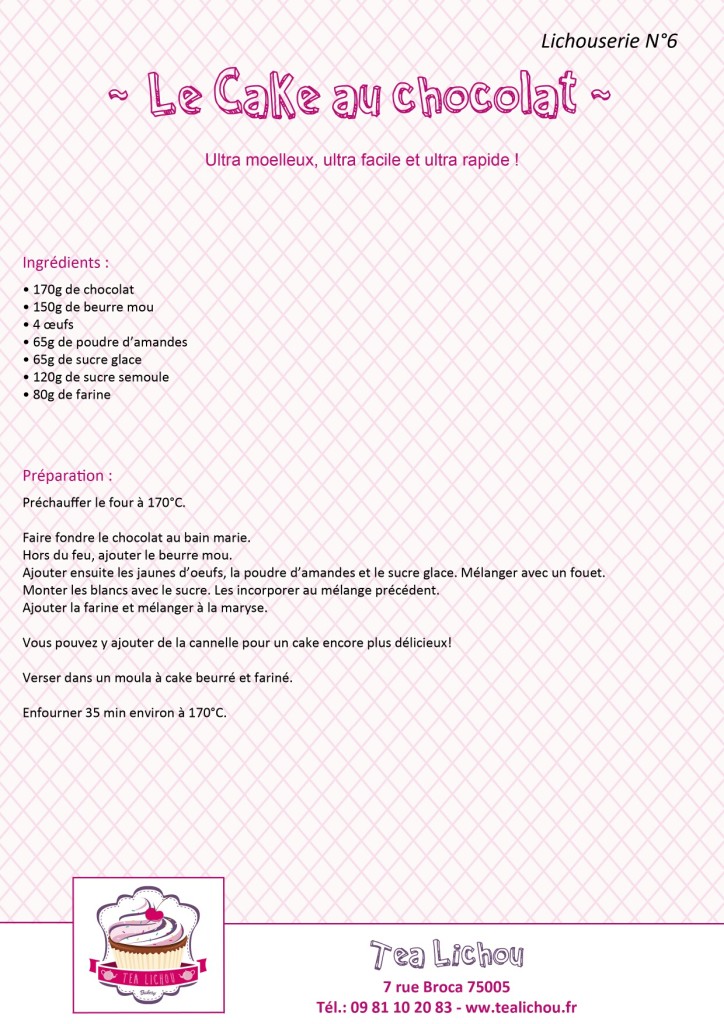 Lichouserie N°6
~ Le Cake au chocolat ~
Ultra moelleux, ultra facile et ultra rapide !
Ingrédients :
• 170g de chocolat
• 150g de beurre mou
• 4 œufs
• 65g de poudre d’amandes
• 65g de sucre glace
• 120g de sucre semoule
• 80g de farine
Préparation :
Préchauffer le four à 170°C.
Faire fondre le chocolat au bain marie.
Hors du feu, ajouter le beurre mou.
Ajouter ensuite les jaunes d’oeufs, la poudre d’amandes et le sucre glace. Mélanger avec un fouet.
Monter les blancs avec le sucre. Les incorporer au mélange précédent.
Ajouter la farine et mélanger à la maryse.
Vous pouvez y ajouter de la cannelle pour un cake encore plus délicieux!
Verser dans un moula à cake beurré et fariné.
Enfourner 35 min environ à 170°C.
TEA LICHOU
Tea Lichou
7 rue Broca 75005
Tél.: 09 81 10 20 83 - www.tealichou.fr